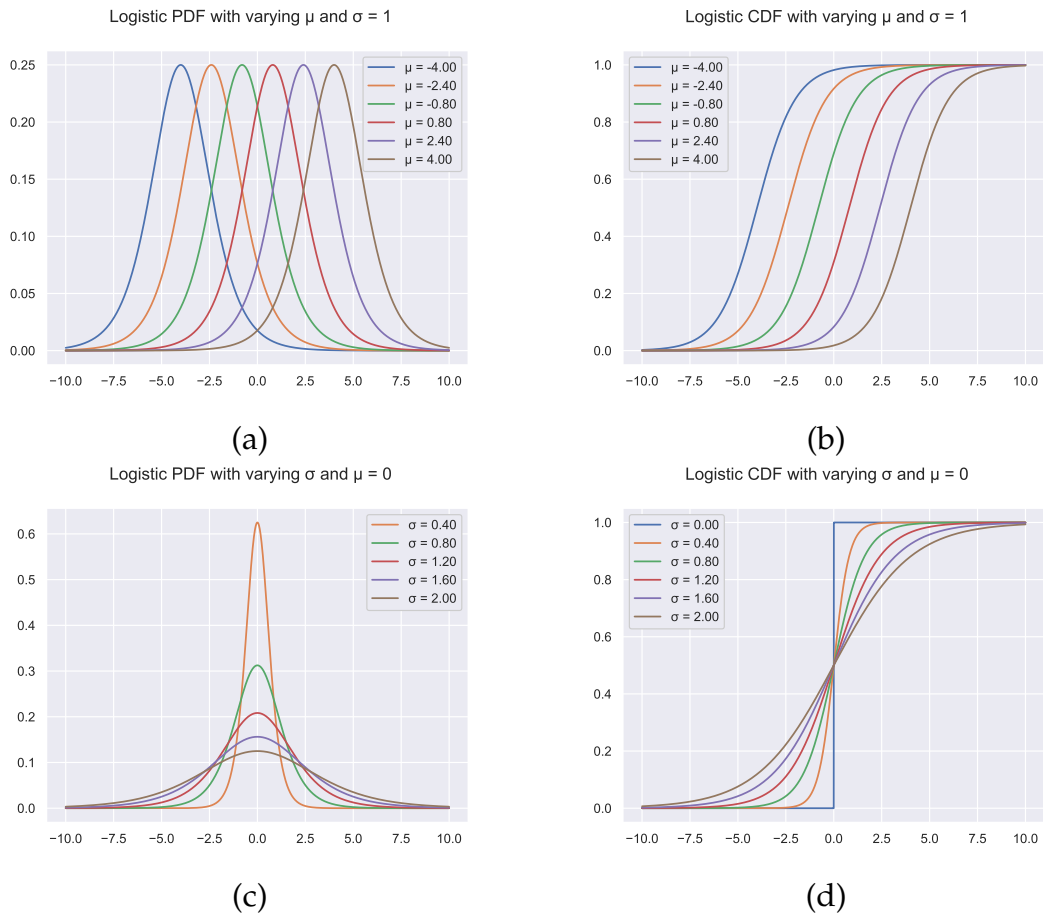 Logistic PDF with varying μ and σ = 1
0.25
0.20
0.15
0.10
0.05
0.00
−10.0 −7.5 −5.0 −2.5 0.0 2.5 5.0 7.5 10.0
μ = -4.00
μ = -2.40
μ = -0.80
μ = 0.80
μ = 2.40
μ = 4.00
(a)
Logistic CDF with varying μ and σ = 1
1.0
0.8
0.6
0.4
0.2
0.0
−10.0 −7.5 −5.0 −2.5 0.0 2.5 5.0 7.5 10.0
μ = -4.00
μ = -2.40
μ = -0.80
μ = 0.80
μ = 2.40
μ = 4.00
(b)
Logistic PDF with varying σ and μ = 0
0.6
0.5
0.4
0.3
0.2
0.1
0.0
−10.0 −7.5 −5.0 −2.5 0.0 2.5 5.0 7.5 10.0
σ = 0.40
σ = 0.80
σ = 1.20
σ = 1.60
σ = 2.00
(c)
Logistic CDF with varying σ and μ = 0
1.0
0.8
0.6
0.4
0.2
0.0
−10.0 −7.5 −5.0 −2.5 0.0 2.5 5.0 7.5 10.0
σ = 0.00
σ = 0.40
σ = 0.80
σ = 1.20
σ = 1.60
σ = 2.00
(d)